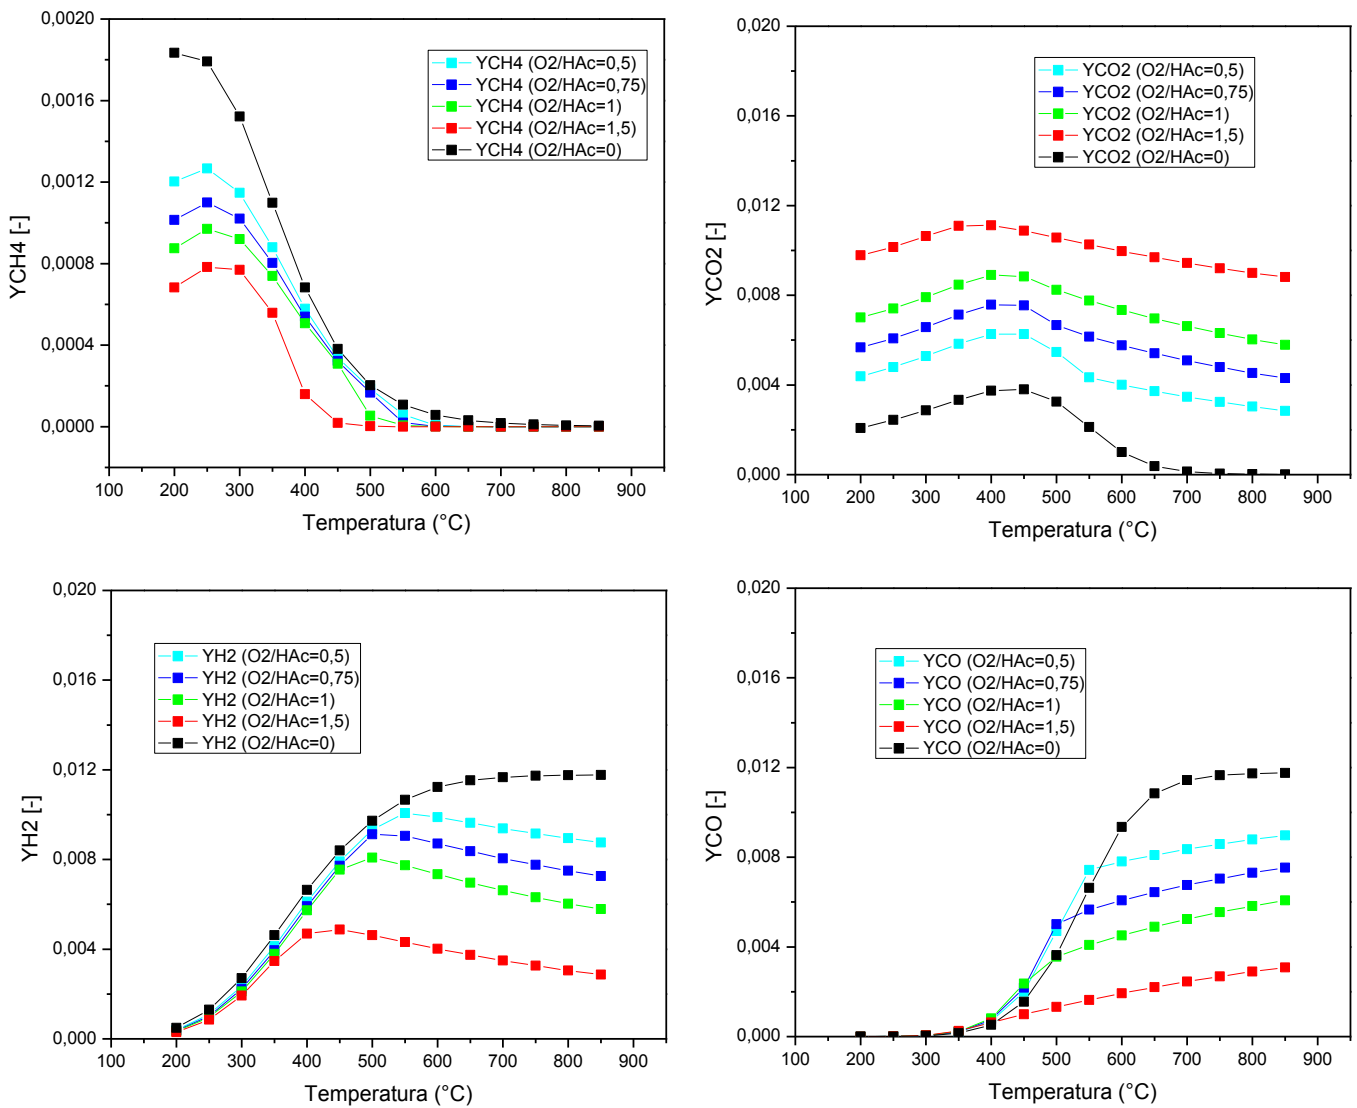 0,0020
0,0016
0,0012
0,0008
0,0004
0,0000
YCH4 [-]
YCH4 (O2/HAc=0,5)
YCH4 (O2/HAc=0,75)
YCH4 (O2/HAc=1)
YCH4 (O2/HAc=1,5)
YCH4 (O2/HAc=0)
100 200 300 400 500 600 700 800 900
Temperatura (°C)
0,020
0,016
0,012
0,008
0,004
0,000
YCO2 [-]
YCO2 (O2/HAc=0,5)
YCO2 (O2/HAc=0,75)
YCO2 (O2/HAc=1)
YCO2 (O2/HAc=1,5)
YCO2 (O2/HAc=0)
100 200 300 400 500 600 700 800 900
Temperatura (°C)
0,020
0,016
0,012
0,008
0,004
0,000
YH2 [-]
YH2 (O2/HAc=0,5)
YH2 (O2/HAc=0,75)
YH2 (O2/HAc=1)
YH2 (O2/HAc=1,5)
YH2 (O2/HAc=0)
100 200 300 400 500 600 700 800 900
Temperatura (°C)
0,020
0,016
0,012
0,008
0,004
0,000
YCO [-]
YCO (O2/HAc=0,5)
YCO (O2/HAc=0,75)
YCO (O2/HAc=1)
YCO (O2/HAc=1,5)
YCO (O2/HAc=0)
100 200 300 400 500 600 700 800 900
Temperatura (°C)